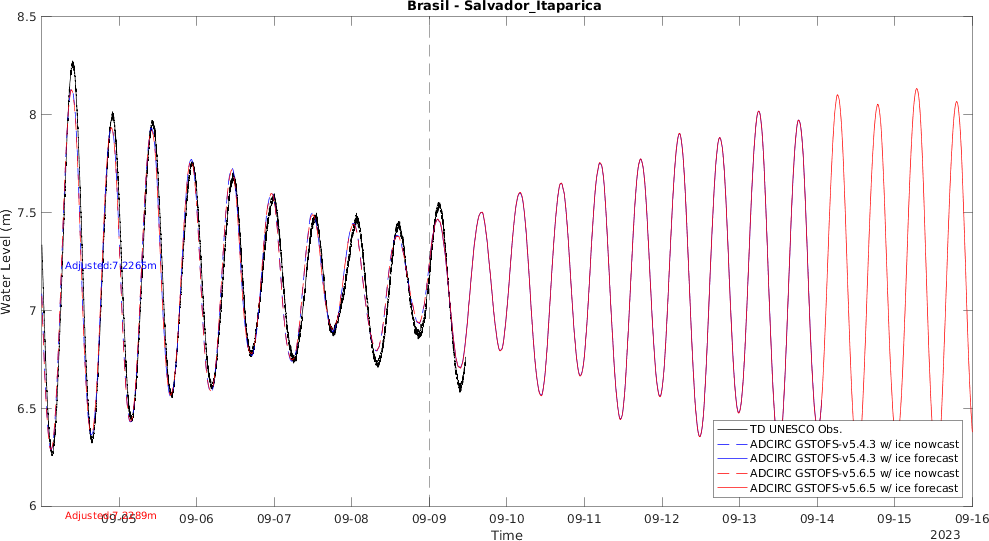 Brasil - Salvador_Itaparica
8.5
8
7.5
7
6.5
6
Water Level (m)
Adjusted:7.2265m
Adjusted:7.2289m
09-05
09-06
09-07
09-08
09-09
09-10
09-11
09-12
09-13
09-14
09-15
09-16
Time
2023
TD UNESCO Obs.
ADCIRC GSTOFS-v5.4.3 w/ ice nowcast
ADCIRC GSTOFS-v5.4.3 w/ ice forecast
ADCIRC GSTOFS-v5.6.5 w/ ice nowcast
ADCIRC GSTOFS-v5.6.5 w/ ice forecast